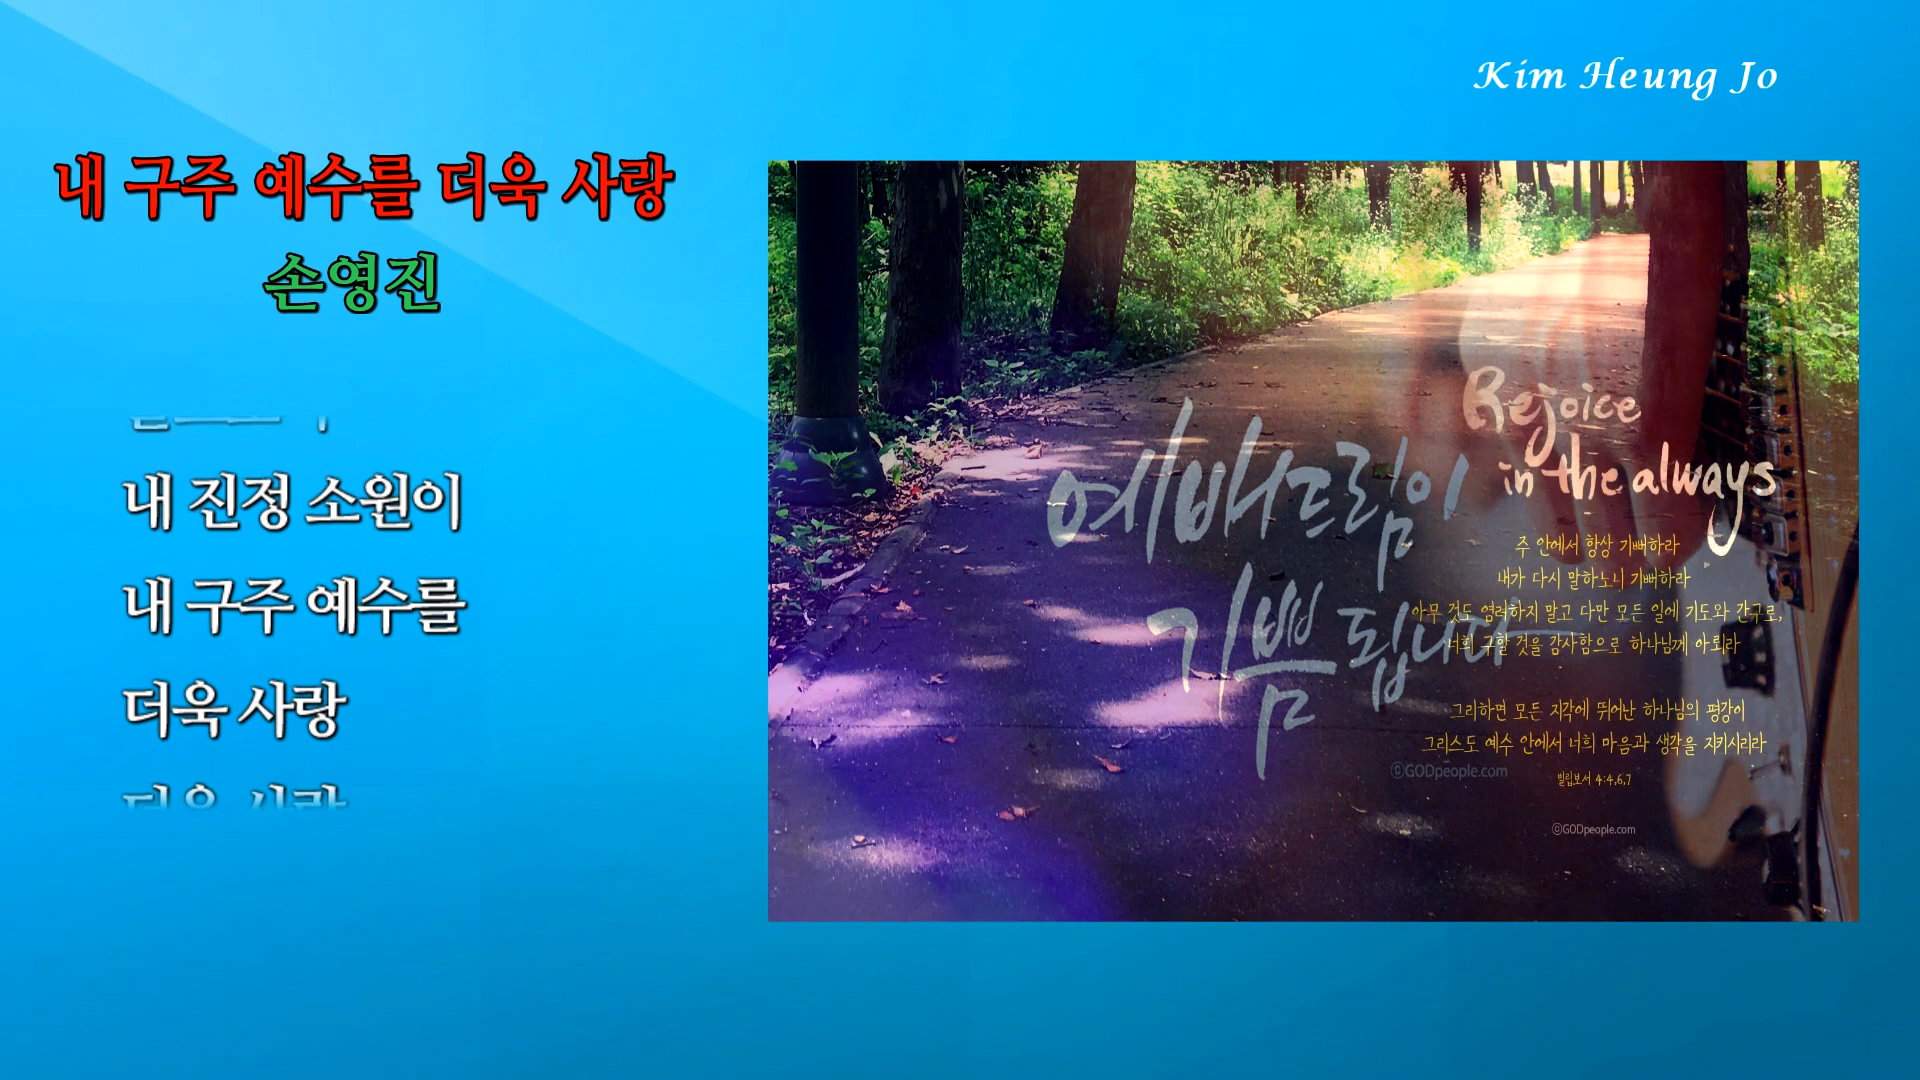 Kim Heung Jo
내 구주 예수를 더욱 사랑
손영진
내 진정 소원이
내 구주 예수를
더욱 사랑
더욱 사랑
Rejoice
in the always
예배드림이
기쁨 됩니다
주 안에서 항상 기뻐하라
내가 다시 말하노니 기뻐하라
아무 것도 염려하지 말고 다만 모든 일에 기도와 간구로,
너희 구할 것을 감사함으로 하나님께 아뢰라
그리하면 모든 지각에 뛰어난 하나님의 평강이
그리스도 예수 안에서 너희 마음과 생각을 지키시리라
빌립보서 4:4,6,7
©GODpeople.com
©GODpeople.com